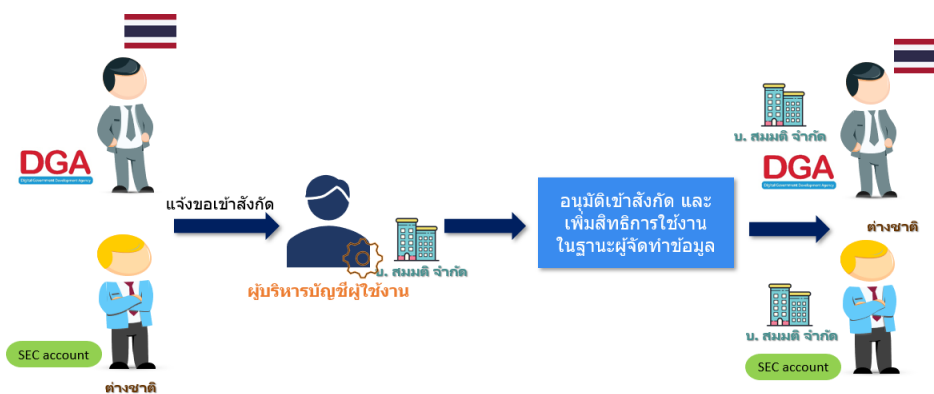 DGA
Digital Government Development Agency
แจ้งขอเข้าสังกัด
SEC account
ต่างชาติ
บ. สมมติ จำกัด
ผู้บริหารบัญชีผู้ใช้งาน
อนุมัติเข้าสังกัด และ
เพิ่มสิทธิการใช้งาน
ในฐานะผู้จัดทำข้อมูล
บ. สมมติ จำกัด
DGA
Digital Government Development Agency
ต่างชาติ
บ. สมมติ จำกัด
SEC account